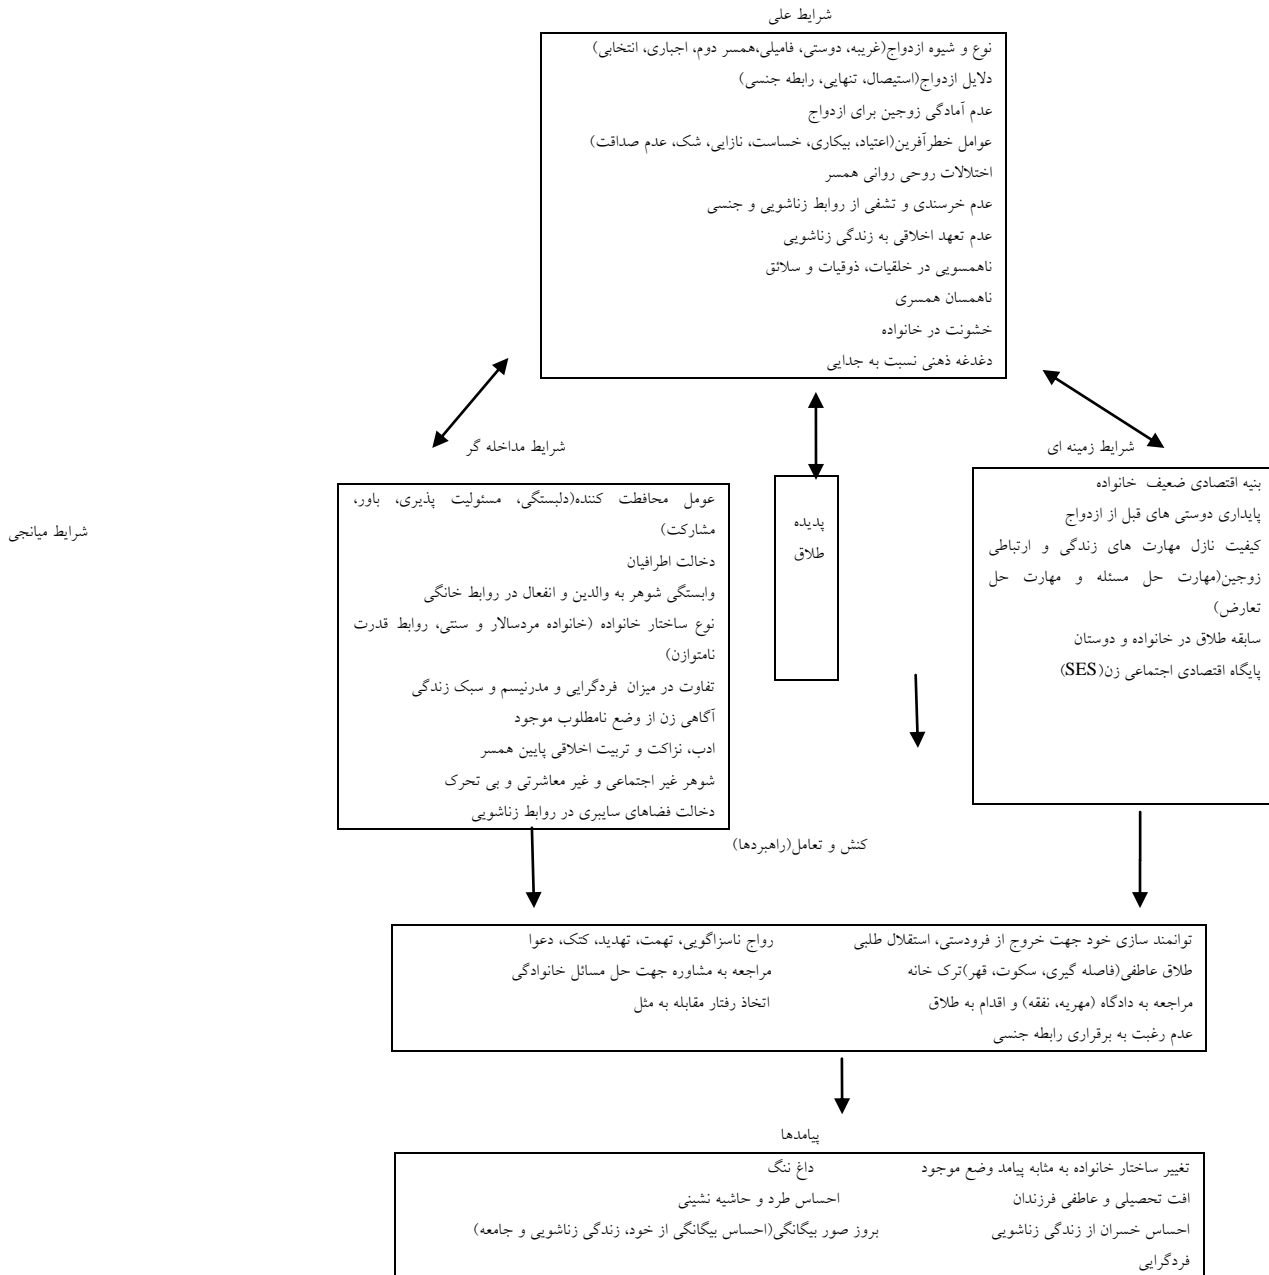 شرایط علی
نوع و شیوه ازدواج(غریبه، دوستی، فامیلی،همسر دوم، اجباری، انتخابی)
دلایل ازدواج(استیصال، تنهایی، رابطه جنسی)
عدم آمادگی زوجین برای ازدواج
عوامل خطرآفرین(اعتیاد، بیکاری، خساست، نازایی، شک، عدم صداقت)
اختلالات روحی روانی همسر
عدم خرسندی و تشفی از روابط زناشویی و جنسی
عدم تعهد اخلاقی به زندگی زناشویی
ناهمسویی در خلقیات، ذوقیات و سلائق
ناهمسان همسری
خشونت در خانواده
دغدغه ذهنی نسبت به جدایی
شرایط زمینه ای
بنیه اقتصادی ضعیف خانواده
پایداری دوستی های قبل از ازدواج
کیفیت نازل مهارت های زندگی و ارتباطی
زوجین(مهارت حل مسئله و مهارت حل
تعارض)
سابقه طلاق در خانواده و دوستان
پایگاه اقتصادی اجتماعی زن(SES)
پدیده
طلاق
شرایط مداخله گر
عومل محافطت کننده(دلبستگی، مسئولیت پذیری، باور،
مشارکت)
دخالت اطرافیان
وابستگی شوهر به والدین و انفعال در روابط خانگی
نوع ساختار خانواده (خانواده مردسالار و سنتی، روابط قدرت
نامتوازن)
تفاوت در میزان فردگرایی و مدرنیسم و سبک زندگی
آگاهی زن از وضع نامطلوب موجود
ادب، نزاکت و تربیت اخلاقی پایین همسر
شوهر غیر اجتماعی و غیر معاشرتی و بی تحرک
دخالت فضاهای سایبری در روابط زناشویی
شرایط میانجی
کنش و تعامل(راهبردها)
توانمند سازی خود جهت خروج از فرودستی، استقلال طلبی رواج ناسزاگویی، تهمت، تهدید، کتک، دعوا
طلاق عاطفی(فاصله گیری، سکوت، قهر)ترک خانه مراجعه به مشاوره جهت حل مسائل خانوادگی
مراجعه به دادگاه (مهریه، نفقه) و اقدام به طلاق اتخاذ رفتار مقابله به مثل
عدم رغبت به برقراری رابطه جنسی
پیامدها
تغییر ساختار خانواده به مثابه پیامد وضع موجود داغ ننگ
افت تحصیلی و عاطفی فرزندان احساس طرد و حاشیه نشینی
احساس خسران از زندگی زناشویی بروز صور بیگانگی(احساس بیگانگی از خود، زندگی زناشویی و جامعه)
فردگرایی